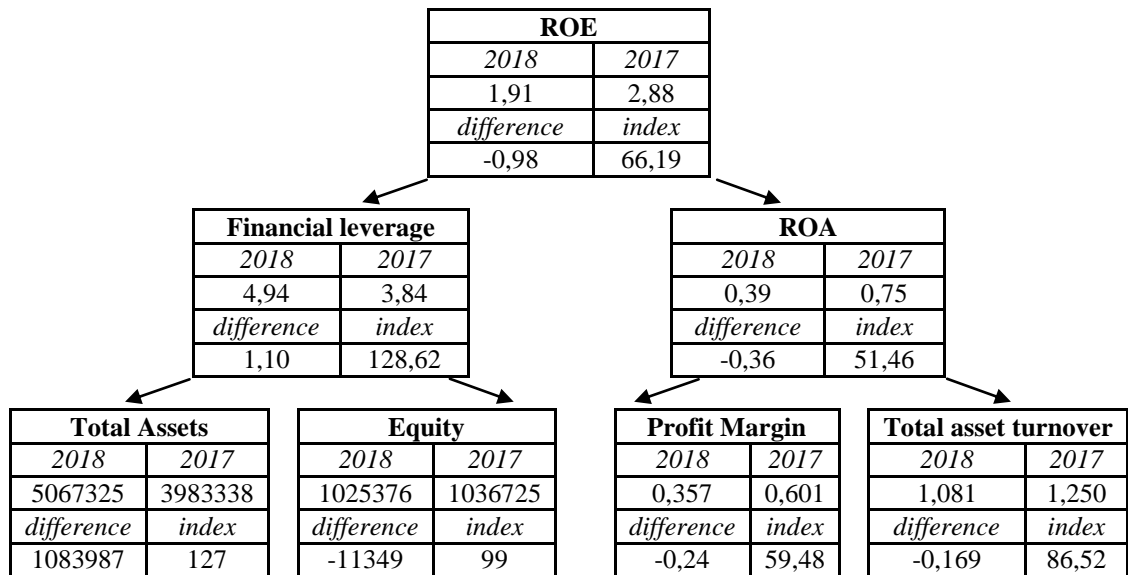 ROE
2018 2017
1,91 2,88
difference index
-0,98 66,19
Financial leverage
2018 2017
4,94 3,84
difference index
1,10 128,62
ROA
2018 2017
0,39 0,75
difference index
-0,36 51,46
Total Assets
2018 2017
5067325 3983338
difference index
1083987 127
Equity
2018 2017
1025376 1036725
difference index
-11349 99
Profit Margin
2018 2017
0,357 0,601
difference index
-0,24 59,48
Total asset turnover
2018 2017
1,081 1,250
difference index
-0,169 86,52